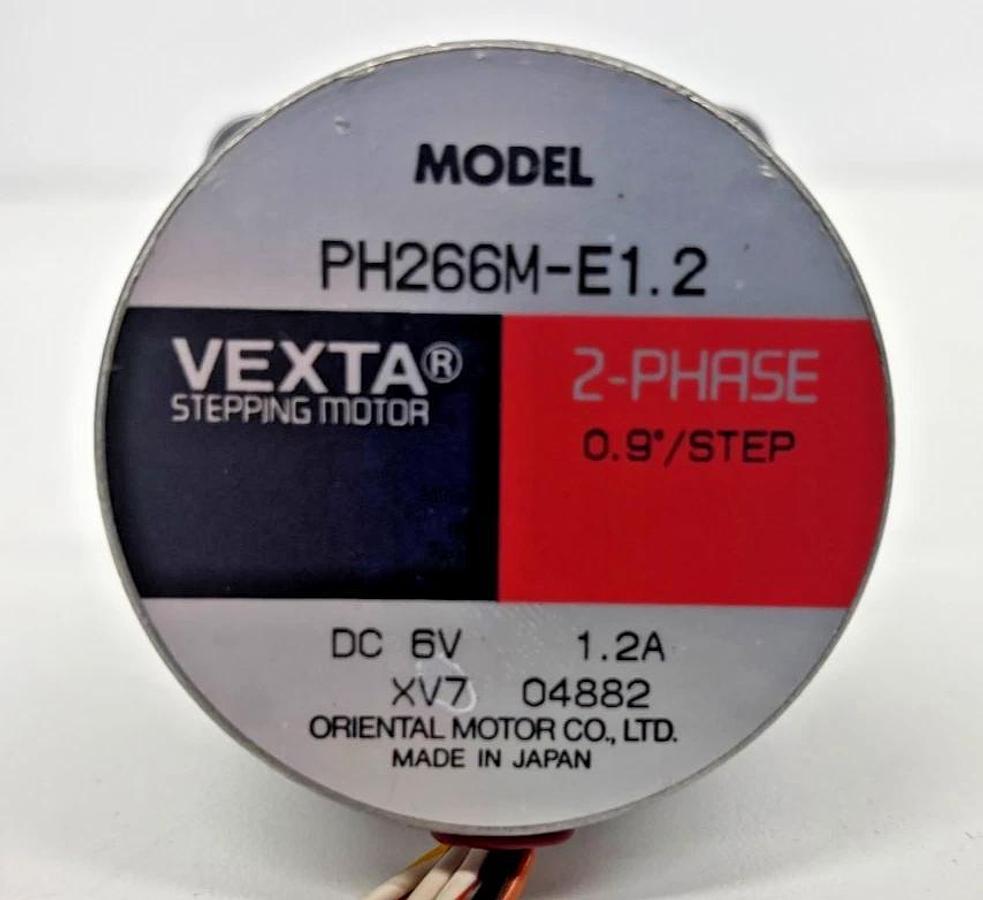 MODEL
PH266M-E1.2
VEXTA®
STEPPING MOTOR
2-PHASE
0.9°/STEP
DC 6V 1.2A
XV7 04882
ORIENTAL MOTOR CO., LTD.
MADE IN JAPAN